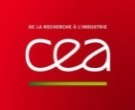 DE LA RECHERCHE À L'INDUSTRIE
cea